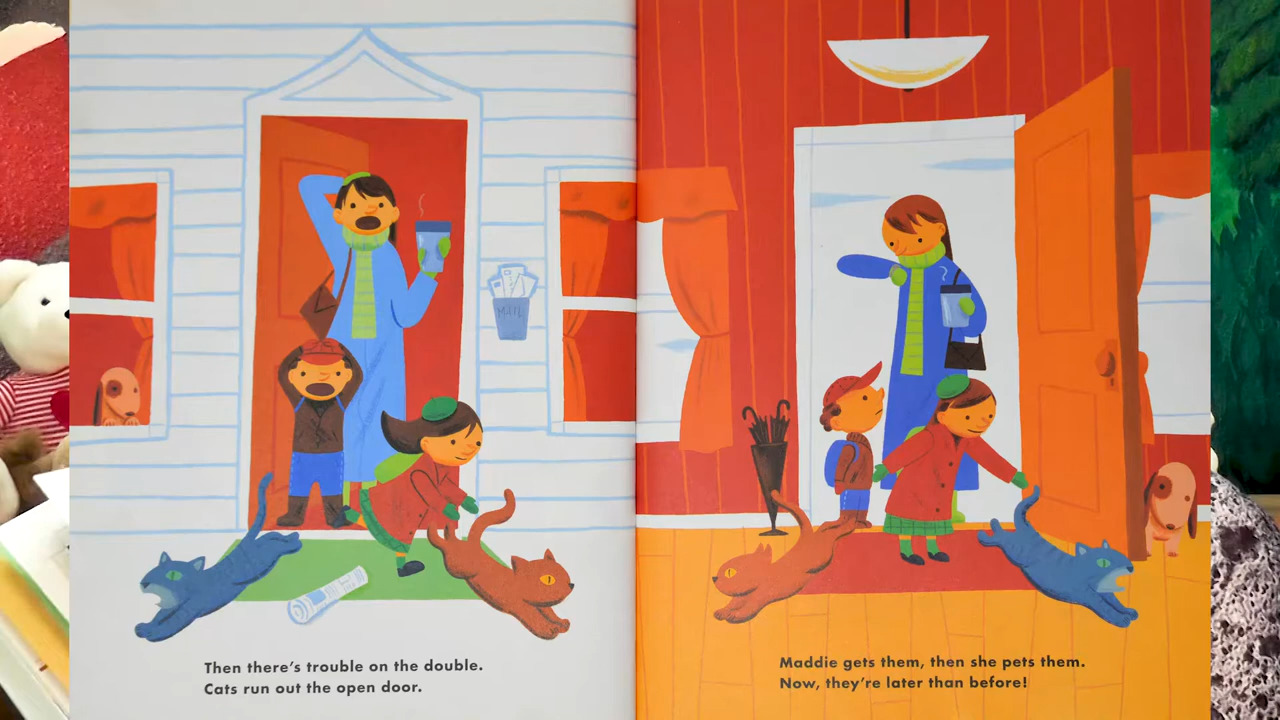 MAIL
Then there's trouble on the double.
Cats run out the open door.
Maddie gets them, then she pets them.
Now, they're later than before!